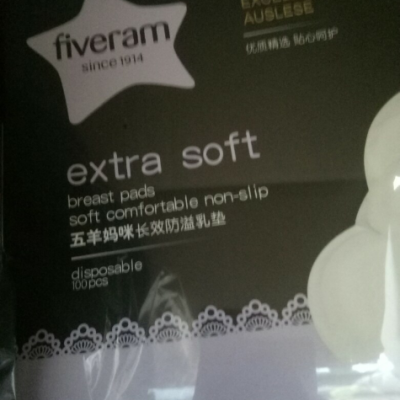 fiveram
since 1914
AUSLESE
优质精选 贴心呵护
extra soft
breast pads
soft comfortable non-slip
五羊妈咪长效防溢乳垫
disposable
100pcs